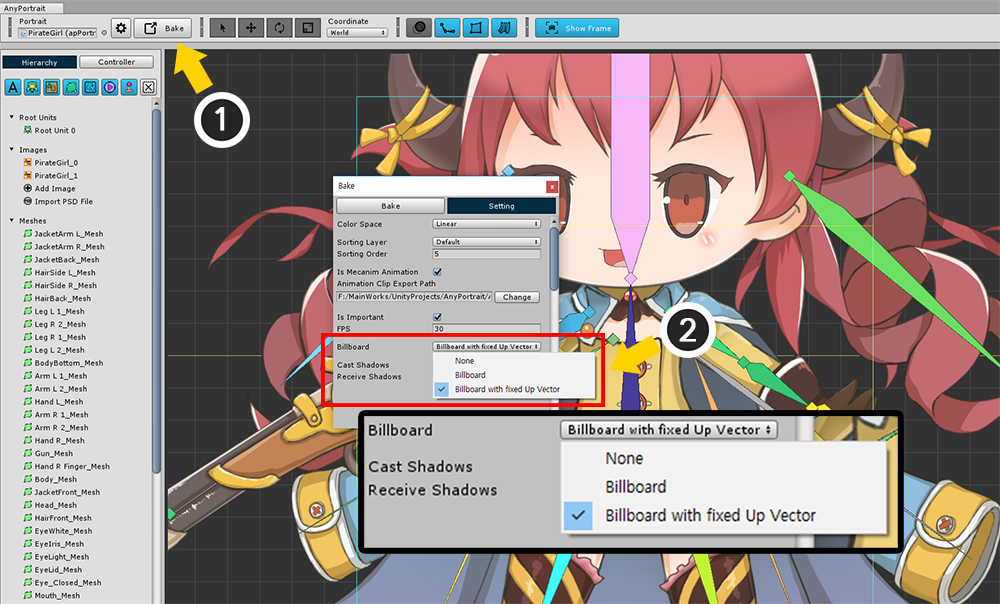 AnyPortrait
Portrait
PirateGirl (apPortr
Bake
Coordinate
World
Show Frame
Hierarchy
Controller
A
1
Root Units
Root Unit 0
Images
PirateGirl_0
PirateGirl_1
Add Image
Import PSD File
Meshes
JacketArm L_Mesh
JacketArm R_Mesh
JacketBack_Mesh
HairSide L_Mesh
HairSide R_Mesh
HairBack_Mesh
Leg L 1_Mesh
Leg R 2_Mesh
Leg R 1_Mesh
Leg L 2_Mesh
BodyBottom_Mesh
Arm L 1_Mesh
Arm L 2_Mesh
Hand L_Mesh
Arm R 1_Mesh
Arm R 2_Mesh
Hand R_Mesh
Gun_Mesh
Hand R Finger_Mesh
Body_Mesh
JacketFront_Mesh
Head_Mesh
HairFront_Mesh
EyeWhite_Mesh
EyeIris_Mesh
EyeLight_Mesh
EyeLid_Mesh
Eye_Closed_Mesh
Mouth_Mesh
Bake
x
Bake
Setting
Color Space
Linear
Sorting Layer
Default
Sorting Order
5
Is Mecanim Animation
Animation Clip Export Path
F:/MainWorks/UnityProjects/AnyPortrait/A
Change
Is Important
FPS
30
Billboard
Billboard with fixed Up Vector
Cast Shadows
Receive Shadows
None
Billboard
Billboard with fixed Up Vector
2
Billboard
Billboard with fixed Up Vector
Cast Shadows
Receive Shadows
None
Billboard
Billboard with fixed Up Vector